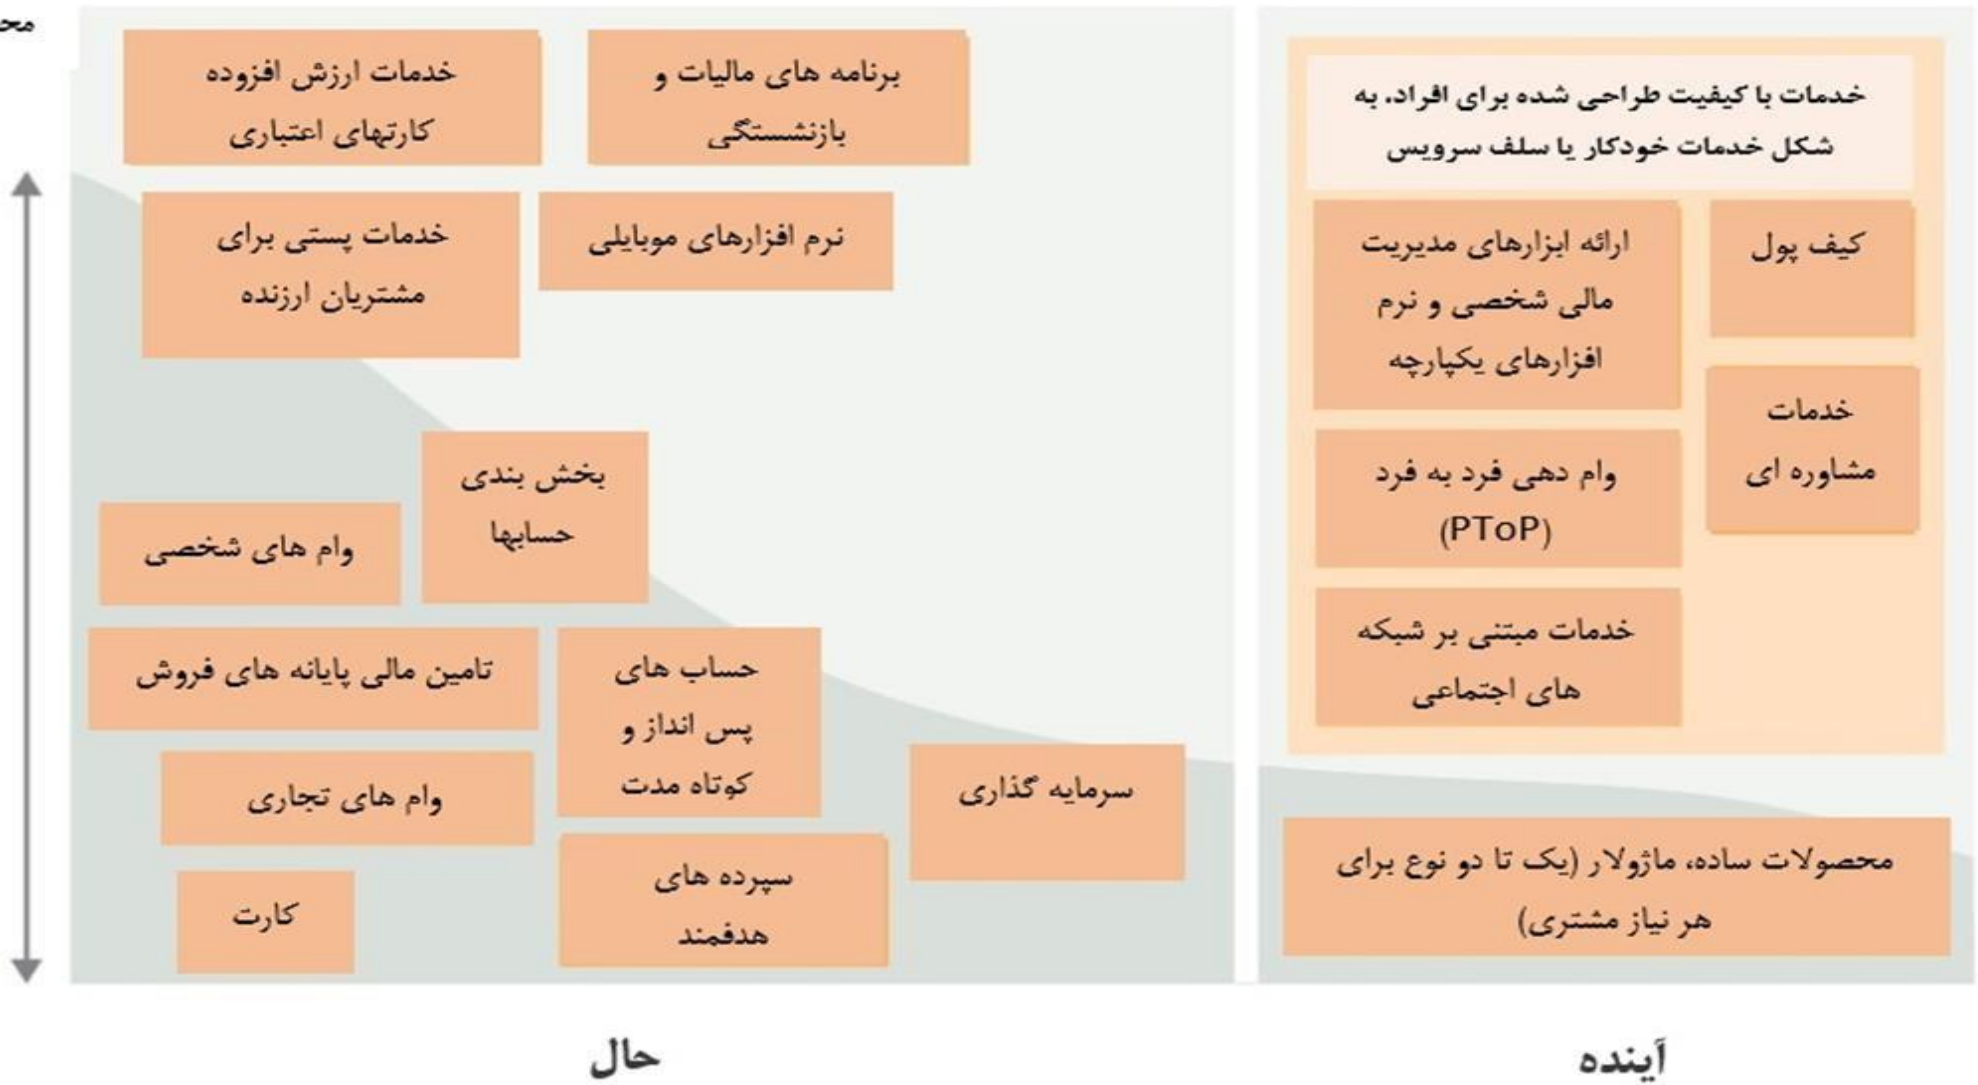 خدمات ارزش افزوده
کارتهای اعتباری
برنامه های مالیات و
بازنشستگی
خدمات پستی برای
مشتریان ارزنده
نرم افزارهای موبایلی
بخش بندی
حسابها
وام های شخصی
تامین مالی پایانه های فروش
حساب های
پس انداز و
کوتاه مدت
وام های تجاری
سرمایه گذاری
سپرده های
هدفمند
کارت
حال
خدمات با کیفیت طراحی شده برای افراد، به
شکل خدمات خودکار یا سلف سرویس
ارائه ابزارهای مدیریت
مالی شخصی و نرم
افزارهای یکپارچه
کیف پول
خدمات
مشاوره ای
وام دهی فرد به فرد
(PToP)
خدمات مبتنی بر شبکه
های اجتماعی
محصولات ساده، ماژولار (یک تا دو نوع برای
هر نیاز مشتری)
آینده